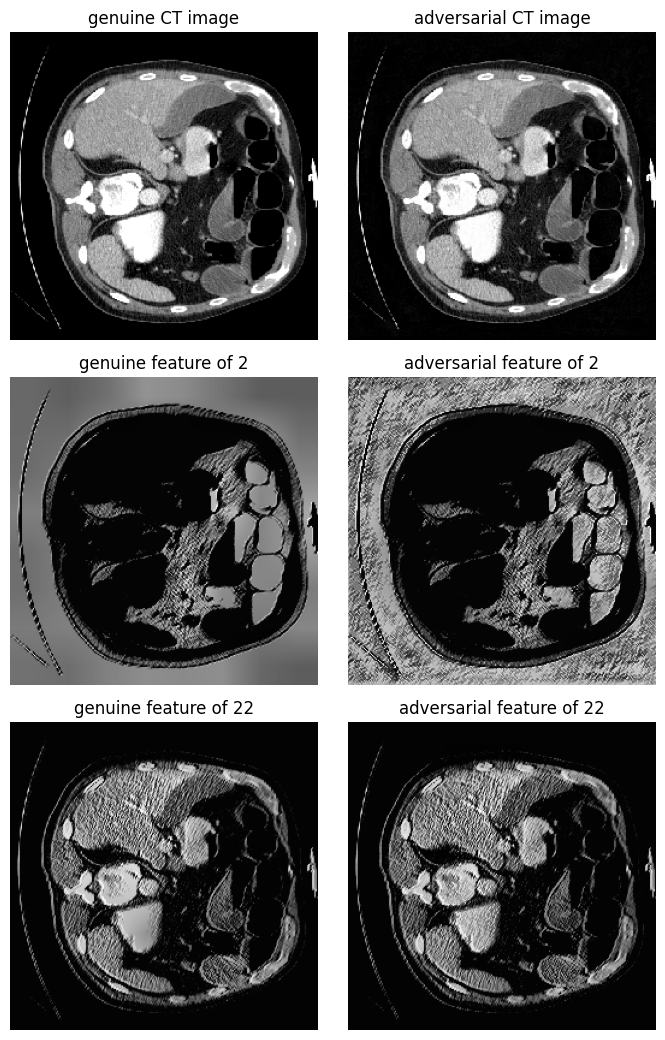 genuine CT image
adversarial CT image
genuine feature of 2
adversarial feature of 2
genuine feature of 22
adversarial feature of 22